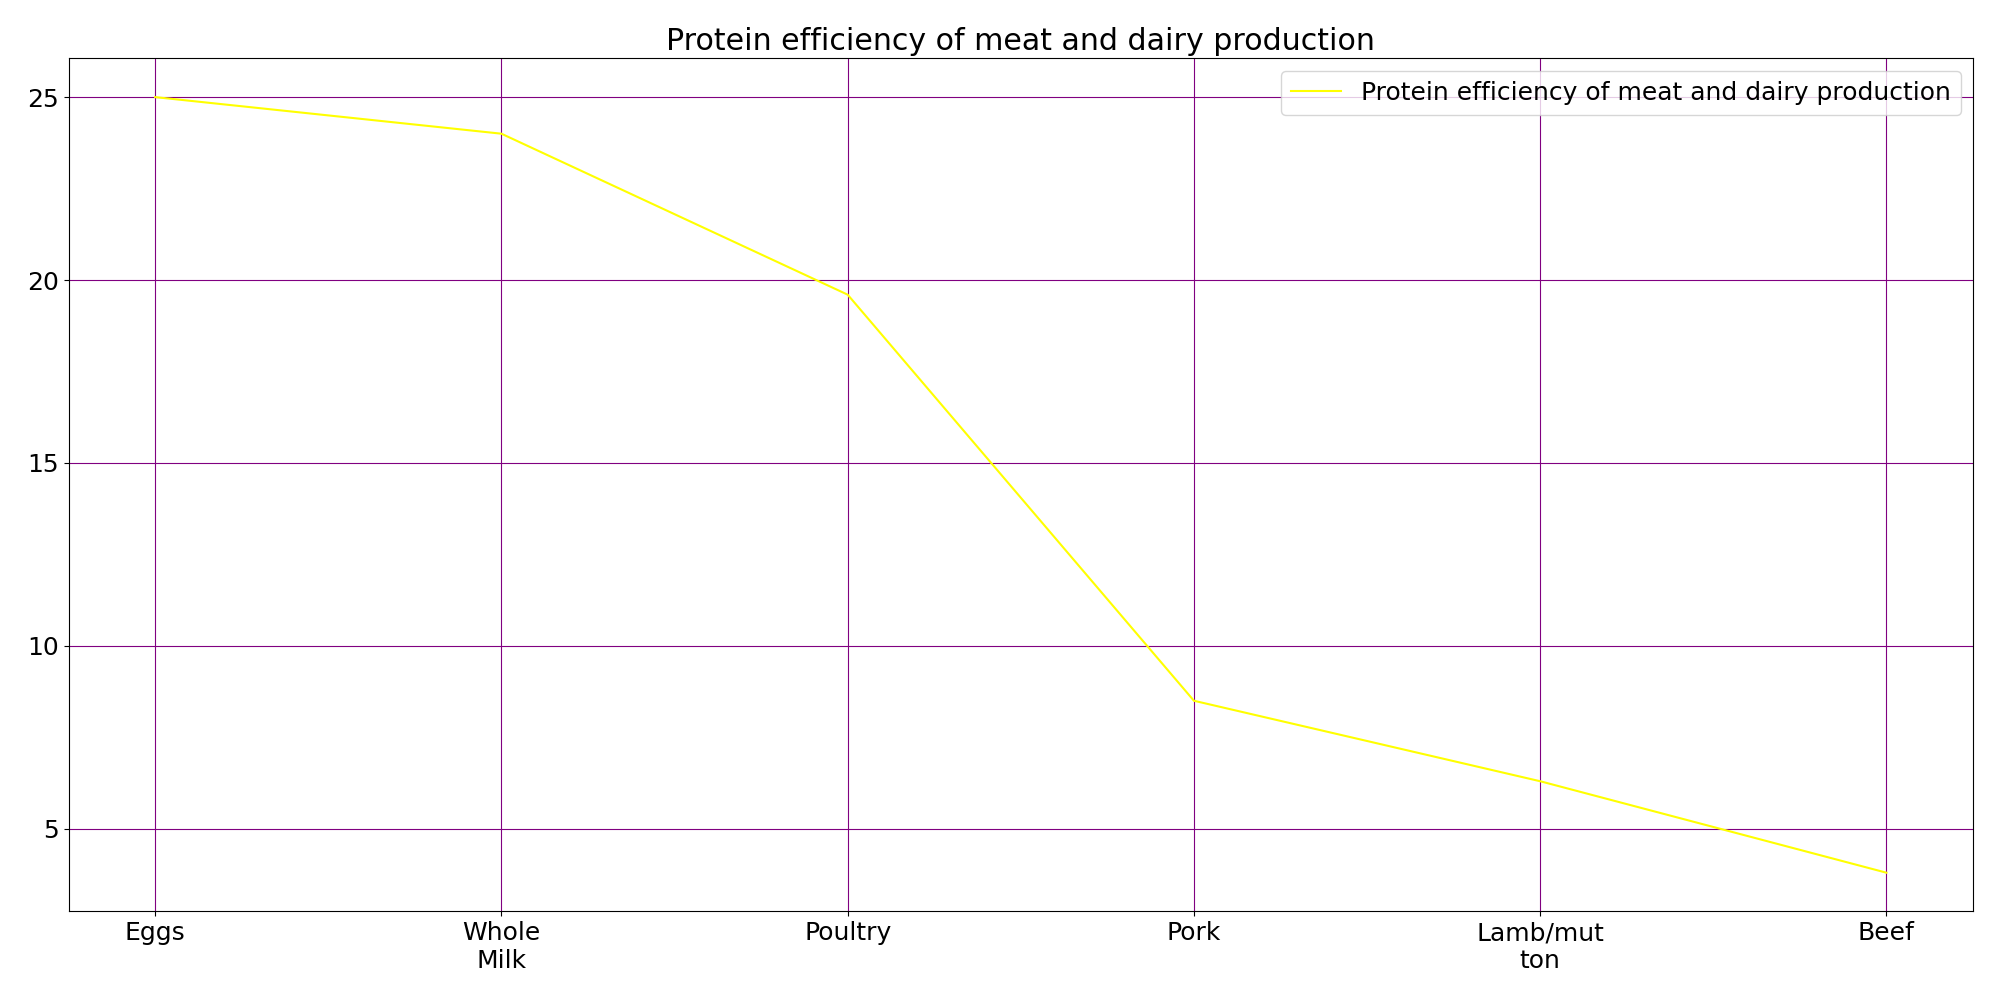 Protein efficiency of meat and dairy production
Protein efficiency of meat and dairy production
25
20
15
10
5
Eggs
Whole
Milk
Poultry
Pork
Lamb/mut
ton
Beef